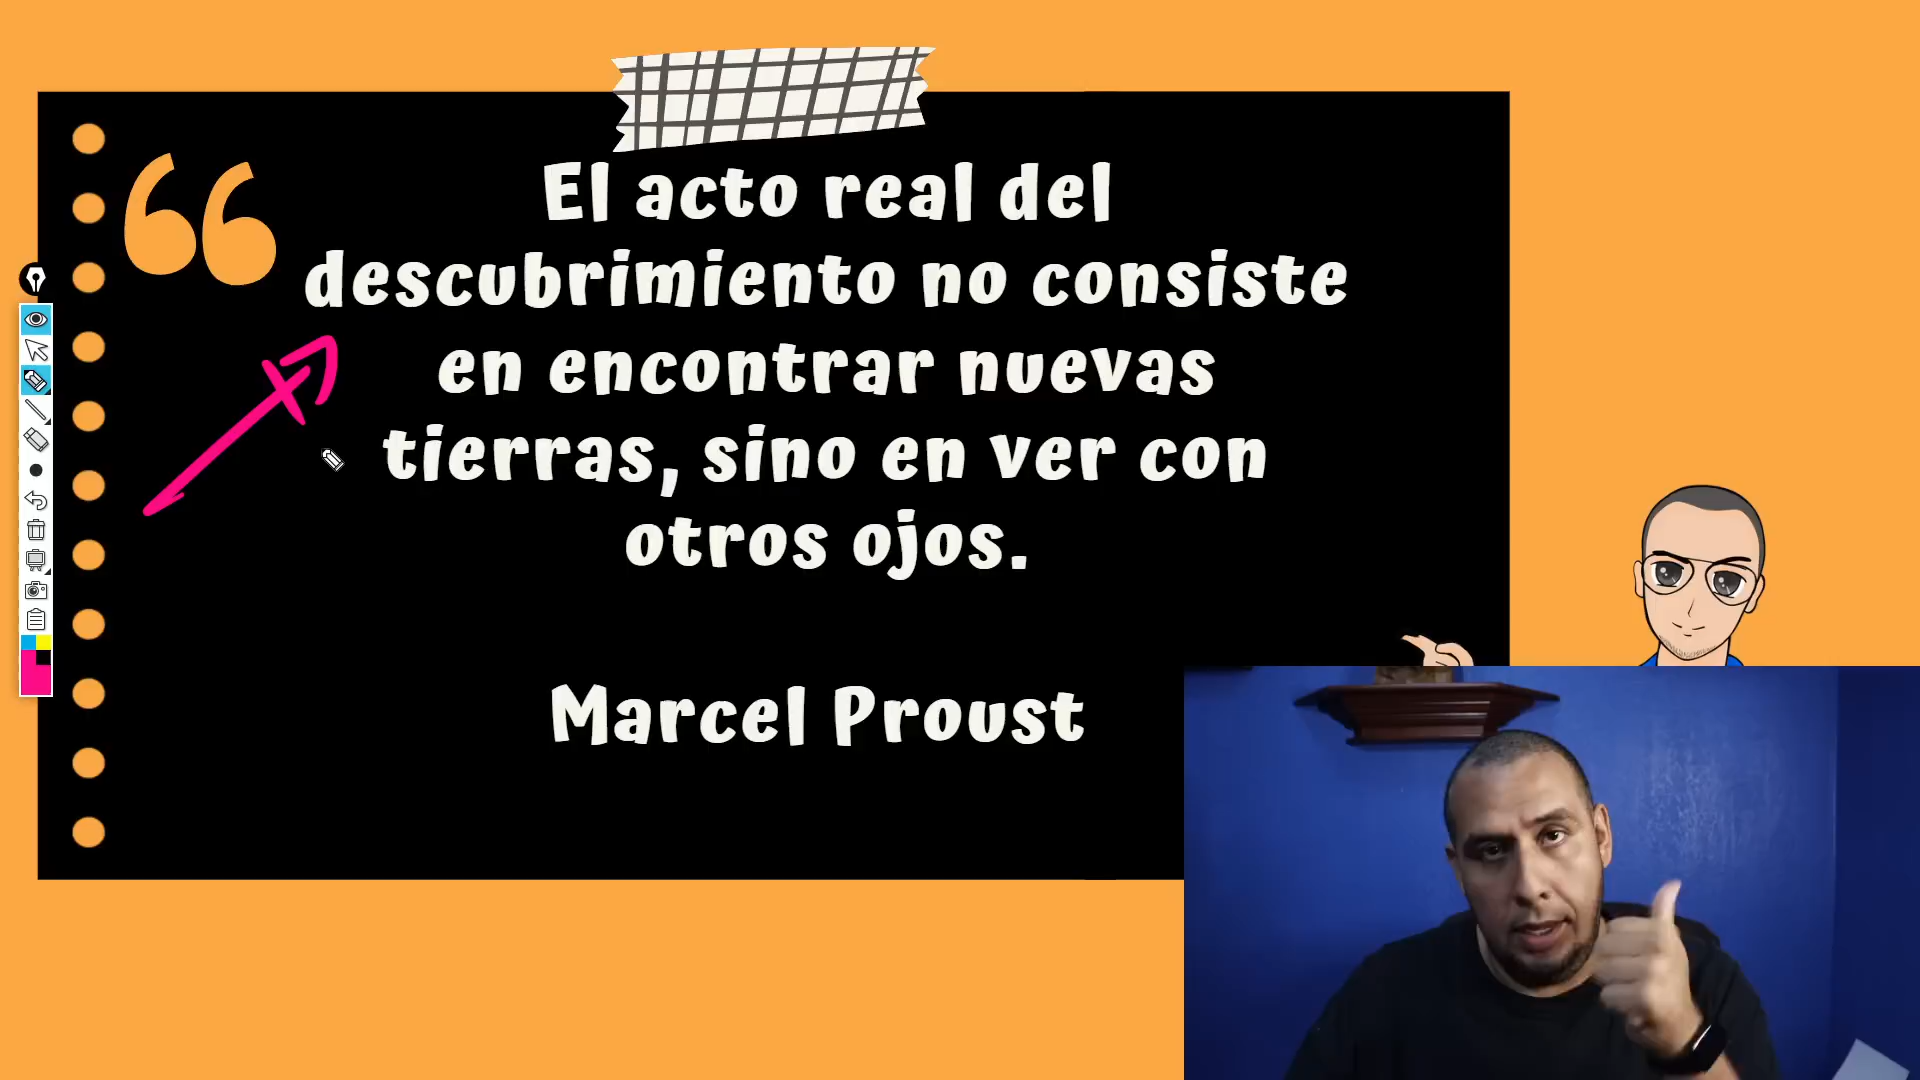 El acto real del
descubrimiento no consiste
en encontrar nuevas
tierras, sino en ver con
otros ojos.
Marcel Proust